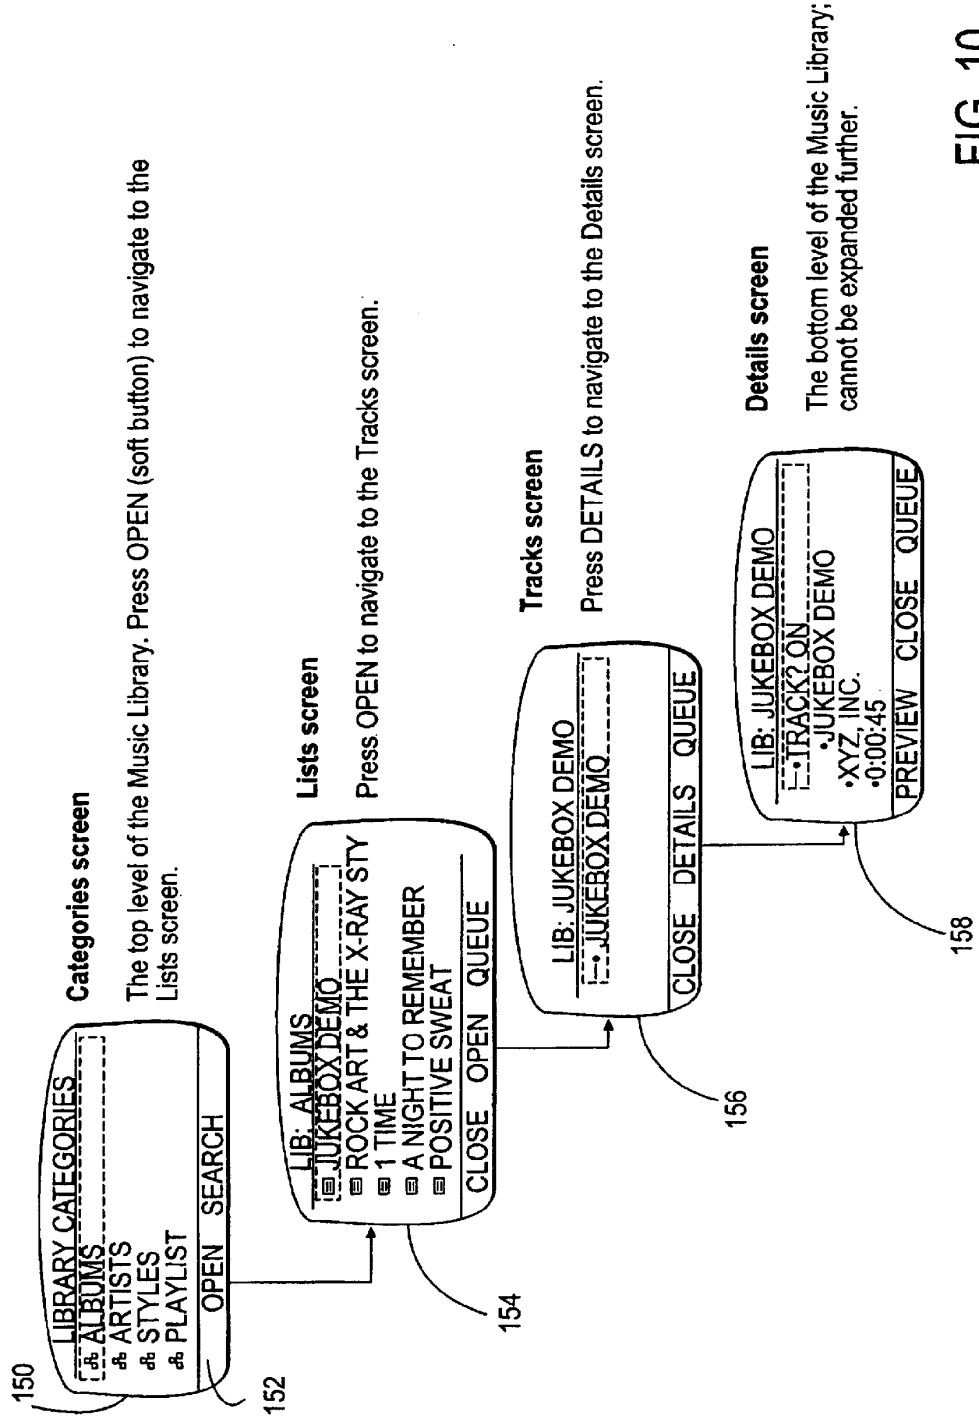 150
LIBRARY CATEGORIES
ALBUMS
ARTISTS
STYLES
PLAYLIST
OPEN SEARCH
152
Categories screen
The top level of the Music Library. Press OPEN (soft button) to navigate to the
Lists screen.
LIB: ALBUMS
JUKEBOX DEMO
ROCK ART & THE X-RAY STY
1 TIME
A NIGHT TO REMEMBER
POSITIVE SWEAT
CLOSE OPEN QUEUE
154
Lists screen
Press OPEN to navigate to the Tracks screen.
LIB: JUKEBOX DEMO
JUKEBOX DEMO
CLOSE DETAILS QUEUE
156
Tracks screen
Press DETAILS to navigate to the Details screen.
LIB: JUKEBOX DEMO
•TRACK? ON
•JUKEBOX DEMO
•XYZ, INC.
•0:00:45
PREVIEW CLOSE QUEUE
158
Details screen
The bottom level of the Music Library;
cannot be expanded further.
FIG. 10